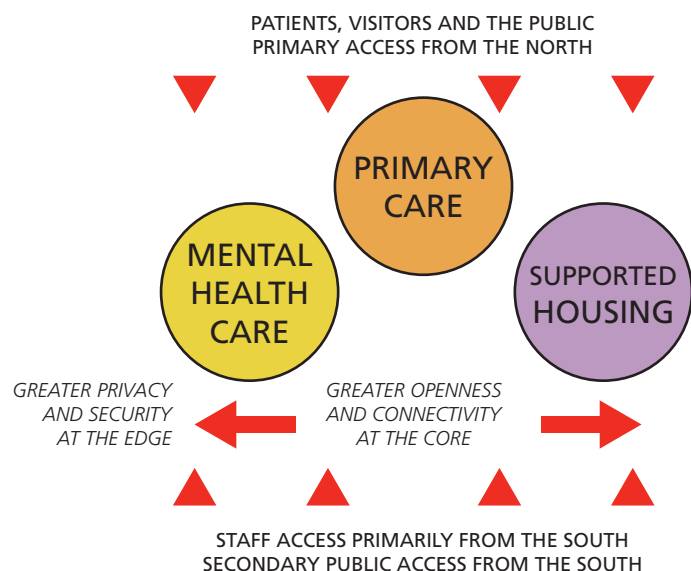 PATIENTS, VISITORS AND THE PUBLIC
PRIMARY ACCESS FROM THE NORTH
PRIMARY
CARE
MENTAL
HEALTH
CARE
SUPPORTED
HOUSING
GREATER PRIVACY
AND SECURITY
AT THE EDGE
GREATER OPENNESS
AND CONNECTIVITY
AT THE CORE
STAFF ACCESS PRIMARILY FROM THE SOUTH
SECONDARY PUBLIC ACCESS FROM THE SOUTH